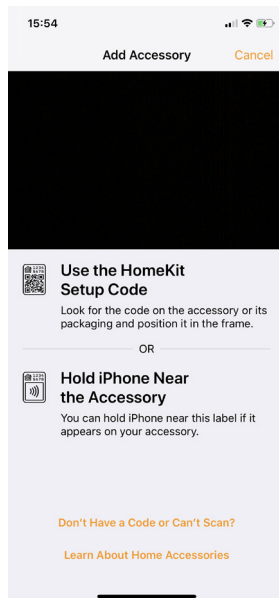 15:54
Add Accessory
Cancel
Use the HomeKit
Setup Code
Look for the code on the accessory or its
packaging and position it in the frame.
OR
Hold iPhone Near
the Accessory
You can hold iPhone near this label if it
appears on your accessory.
Don't Have a Code or Can't Scan?
Learn About Home Accessories